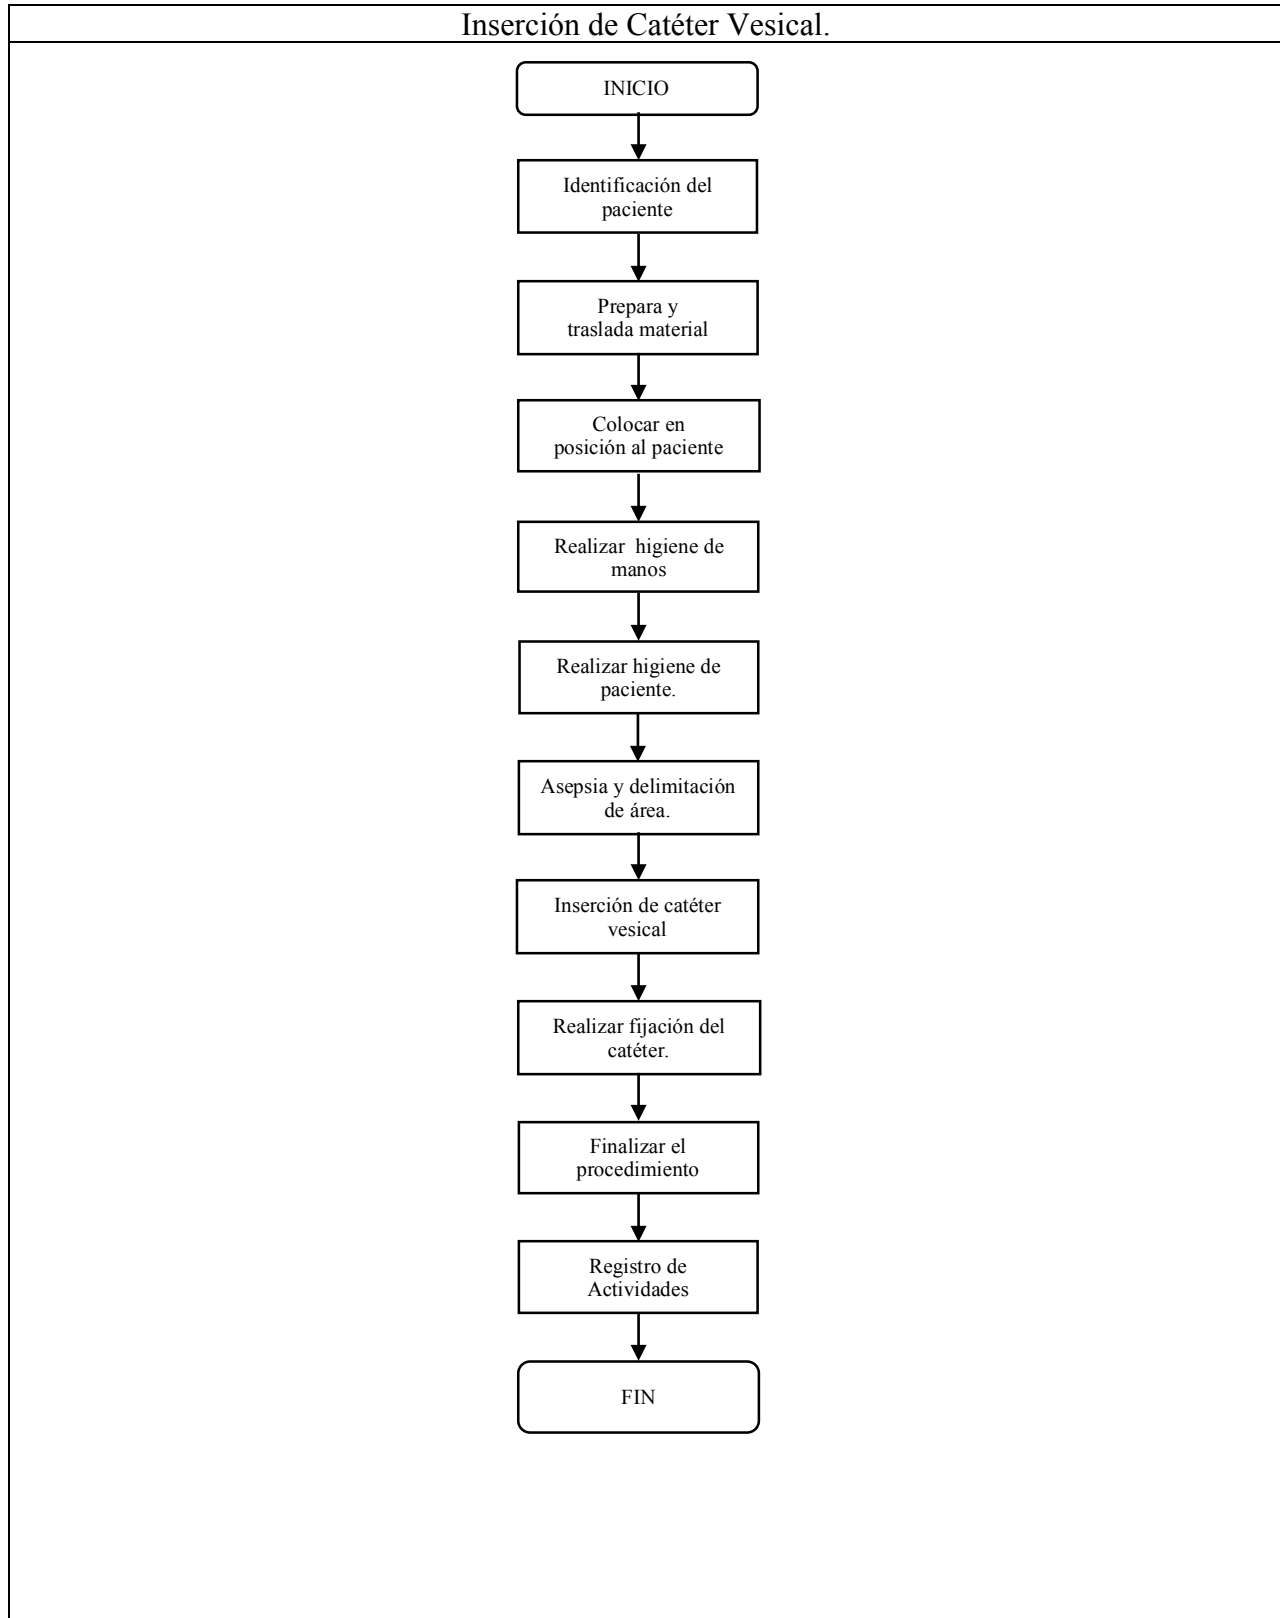 Inserción de Catéter Vesical.
INICIO
Identificación del
paciente
Prepara y
traslada material
Colocar en
posición al paciente
Realizar higiene de
manos
Realizar higiene de
paciente.
Asepsia y delimitación
de área.
Inserción de catéter
vesical
Realizar fijación del
catéter.
Finalizar el
procedimiento
Registro de
Actividades
FIN